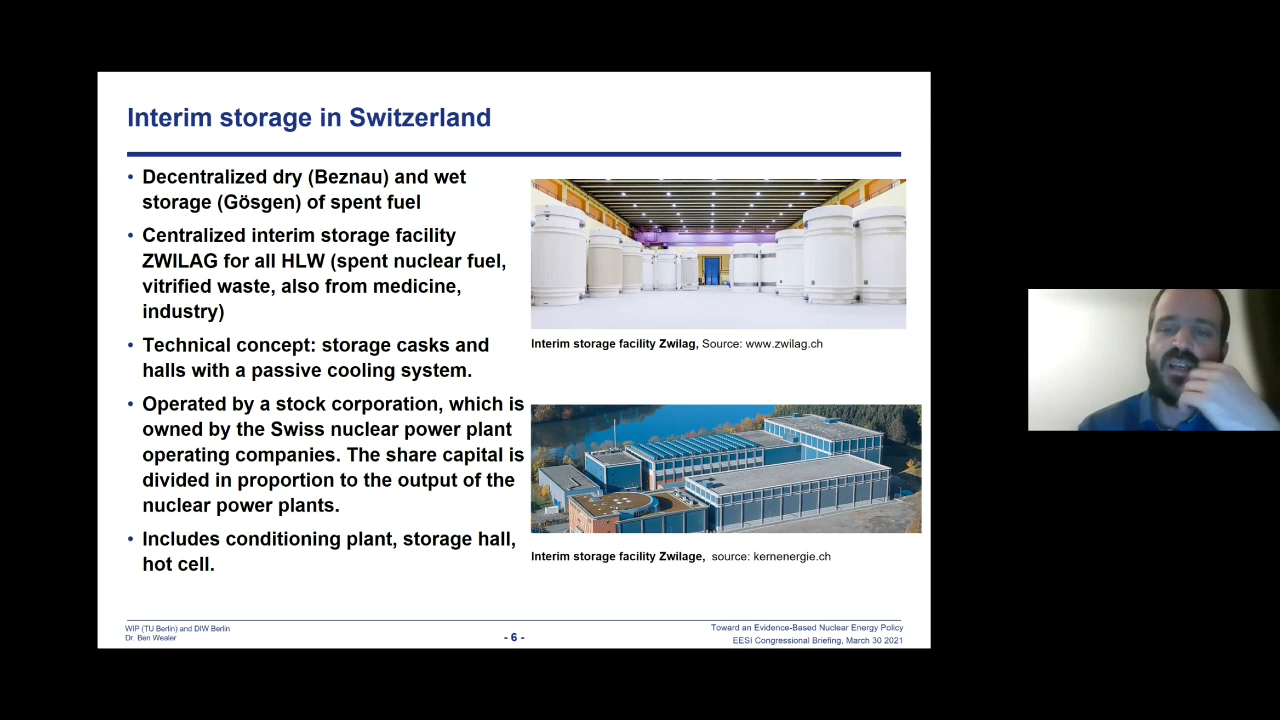 Interim storage in Switzerland
• Decentralized dry (Beznau) and wet
storage (Gösgen) of spent fuel
• Centralized interim storage facility
ZWILAG for all HLW (spent nuclear fuel,
vitrified waste, also from medicine,
industry)
• Technical concept: storage casks and
halls with a passive cooling system.
• Operated by a stock corporation, which is
owned by the Swiss nuclear power plant
operating companies. The share capital is
divided in proportion to the output of the
nuclear power plants.
• Includes conditioning plant, storage hall,
hot cell.
Interim storage facility Zwilag, Source: www.zwilag.ch
Interim storage facility Zwilage, source: kernenergie.ch
WIP (TU Berlin) and DIW Berlin
Dr. Ben Wealer
- 6 -
Toward an Evidence-Based Nuclear Energy Policy
EESI Congressional Briefing, March 30 2021